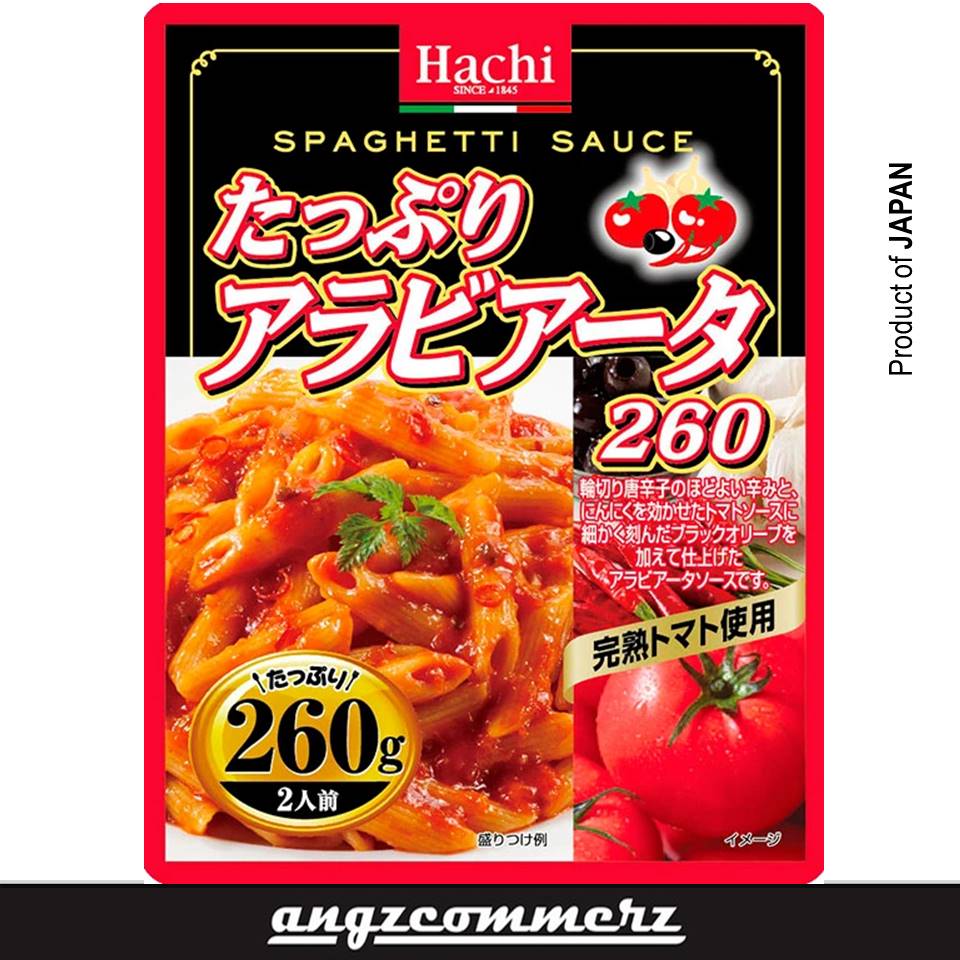 Hachi
SINCE 1845
SPAGHETTI SAUCE
たっぷり
アラビアータ
260
輪切り唐辛子のほどよい辛みと、
にんにくを効かせたトマトソースに
細かく刻んだブラックオリーブを
加えて仕上げた
アラビアータソースです。
完熟トマト使用
たっぷり
260g
2人前
盛りつけ例
イメージ
Product of JAPAN
angzcommerz